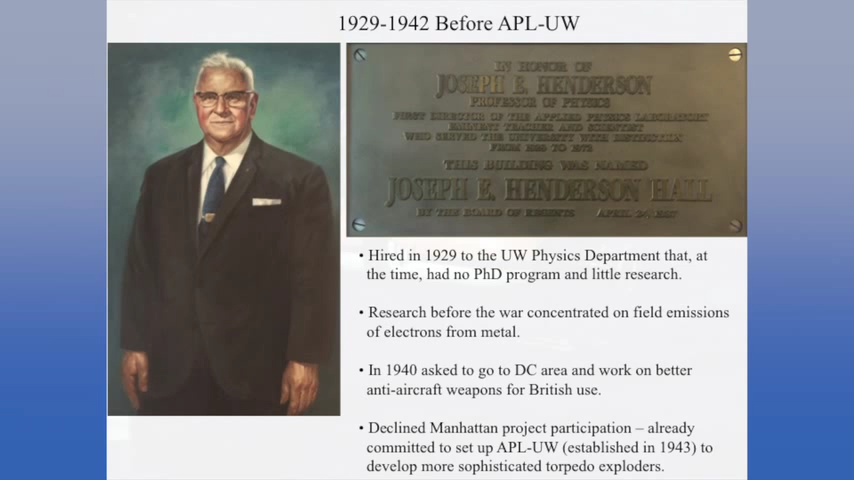 1929-1942 Before APL-UW
IN HONOR OF
JOSEPH E. HENDERSON
PROFESSOR OF PHYSICS
FIRST DIRECTOR OF THE APPLIED PHYSICS LABORATORY
EMINENT TEACHER AND SCIENTIST
WHO SERVED THE UNIVERSITY WITH DISTINCTION
FROM 1929 TO 1972
THIS BUILDING WAS NAMED
JOSEPH E. HENDERSON HALL
BY THE BOARD OF REGENTS APRIL
• Hired in 1929 to the UW Physics Department that, at
the time, had no PhD program and little research.
• Research before the war concentrated on field emissions
of electrons from metal.
• In 1940 asked to go to DC area and work on better
anti-aircraft weapons for British use.
• Declined Manhattan project participation – already
committed to set up APL-UW (established in 1943) to
develop more sophisticated torpedo exploders.